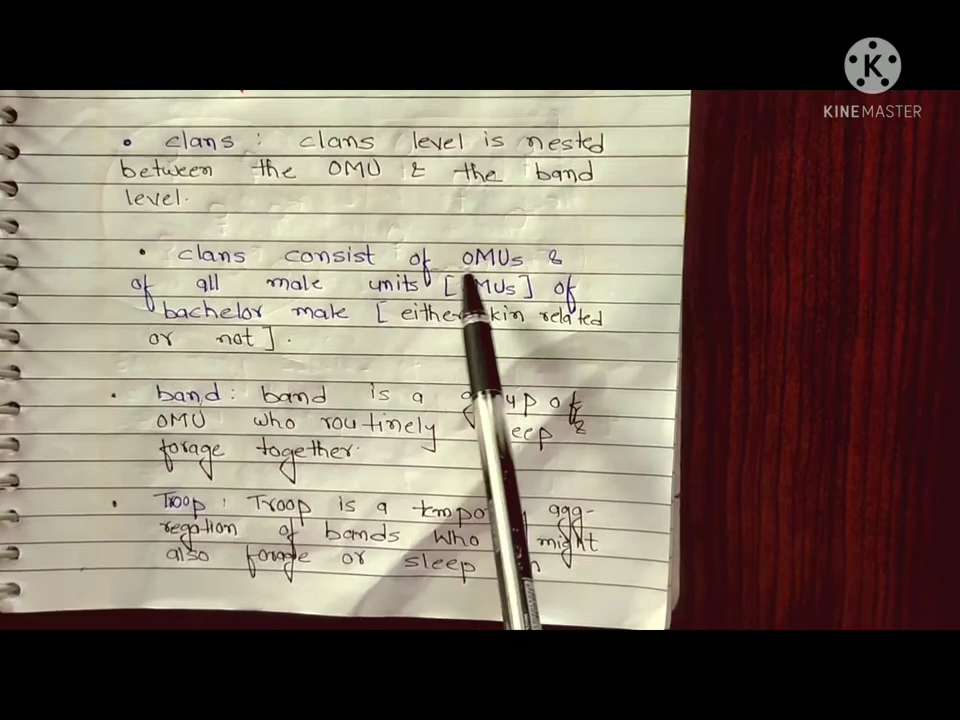 K
KINEMASTER
• clans : clans level is nested
between the OMU & the band
level.
• clans consist of OMUs &
of all male units [ MUs ] of
bachelor male [ either kin related
or not ] .
• band : band is a of
OMU who routinely &
forage together.
• Troop : Troop is a agg-
regation of bands who might
also forage or sleep